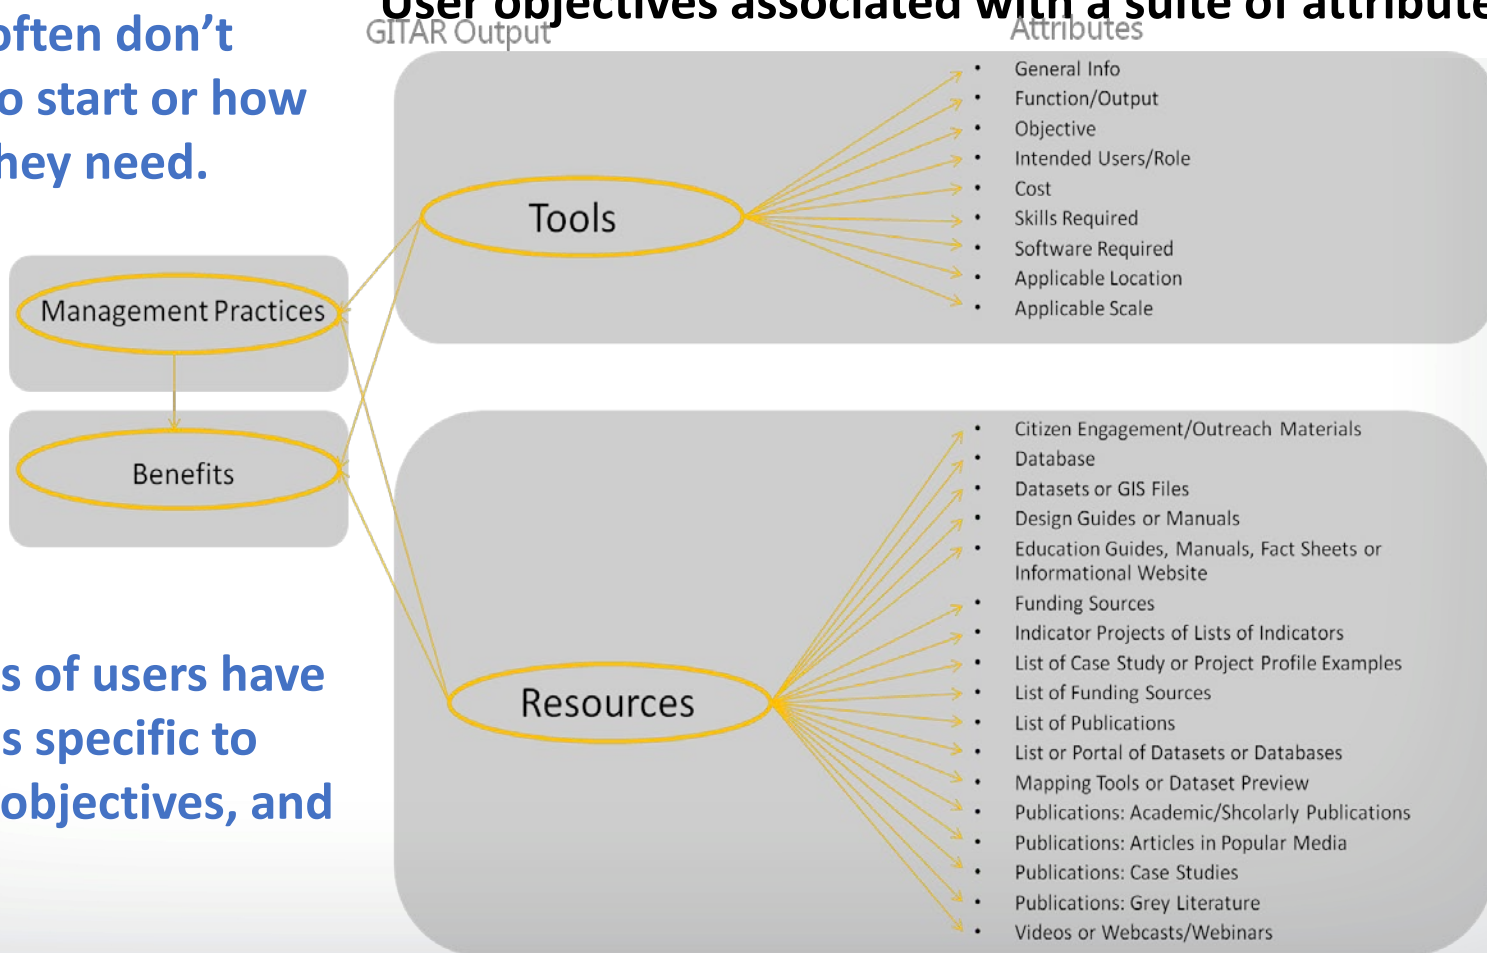 User objectives associated with a suite of attribute
often don’t
o start or how
hey need.
GITAR Output
Attributes
• General Info
• Function/Output
• Objective
• Intended Users/Role
• Cost
• Skills Required
• Software Required
• Applicable Location
• Applicable Scale
Tools
Management Practices
Benefits
• Citizen Engagement/Outreach Materials
• Database
• Datasets or GIS Files
• Design Guides or Manuals
• Education Guides, Manuals, Fact Sheets or
Informational Website
• Funding Sources
• Indicator Projects of Lists of Indicators
• List of Case Study or Project Profile Examples
• List of Funding Sources
• List of Publications
• List or Portal of Datasets or Databases
• Mapping Tools or Dataset Preview
• Publications: Academic/Shcolarly Publications
• Publications: Articles in Popular Media
• Publications: Case Studies
• Publications: Grey Literature
• Videos or Webcasts/Webinars
Resources
s of users have
s specific to
objectives, and